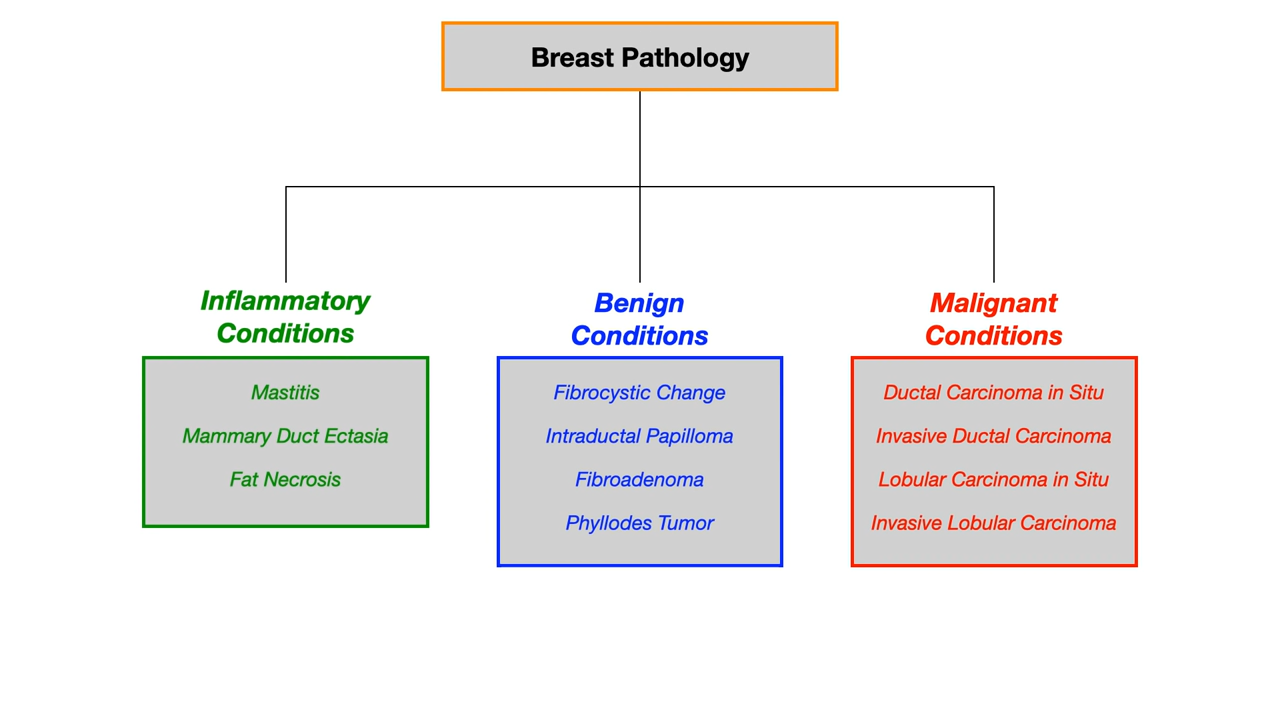 Breast Pathology
Inflammatory
Conditions
Mastitis
Mammary Duct Ectasia
Fat Necrosis
Benign
Conditions
Fibrocystic Change
Intraductal Papilloma
Fibroadenoma
Phyllodes Tumor
Malignant
Conditions
Ductal Carcinoma in Situ
Invasive Ductal Carcinoma
Lobular Carcinoma in Situ
Invasive Lobular Carcinoma